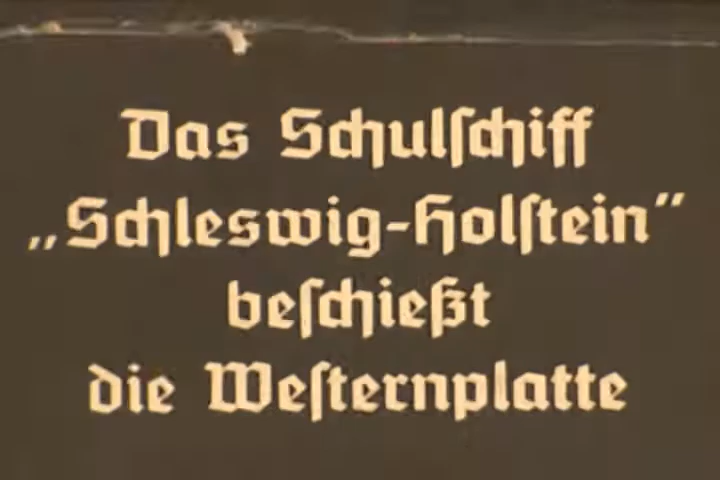 Das Schulſchiff
„Schleswig-Holſtein”
beſchießt
die Weſternplatte